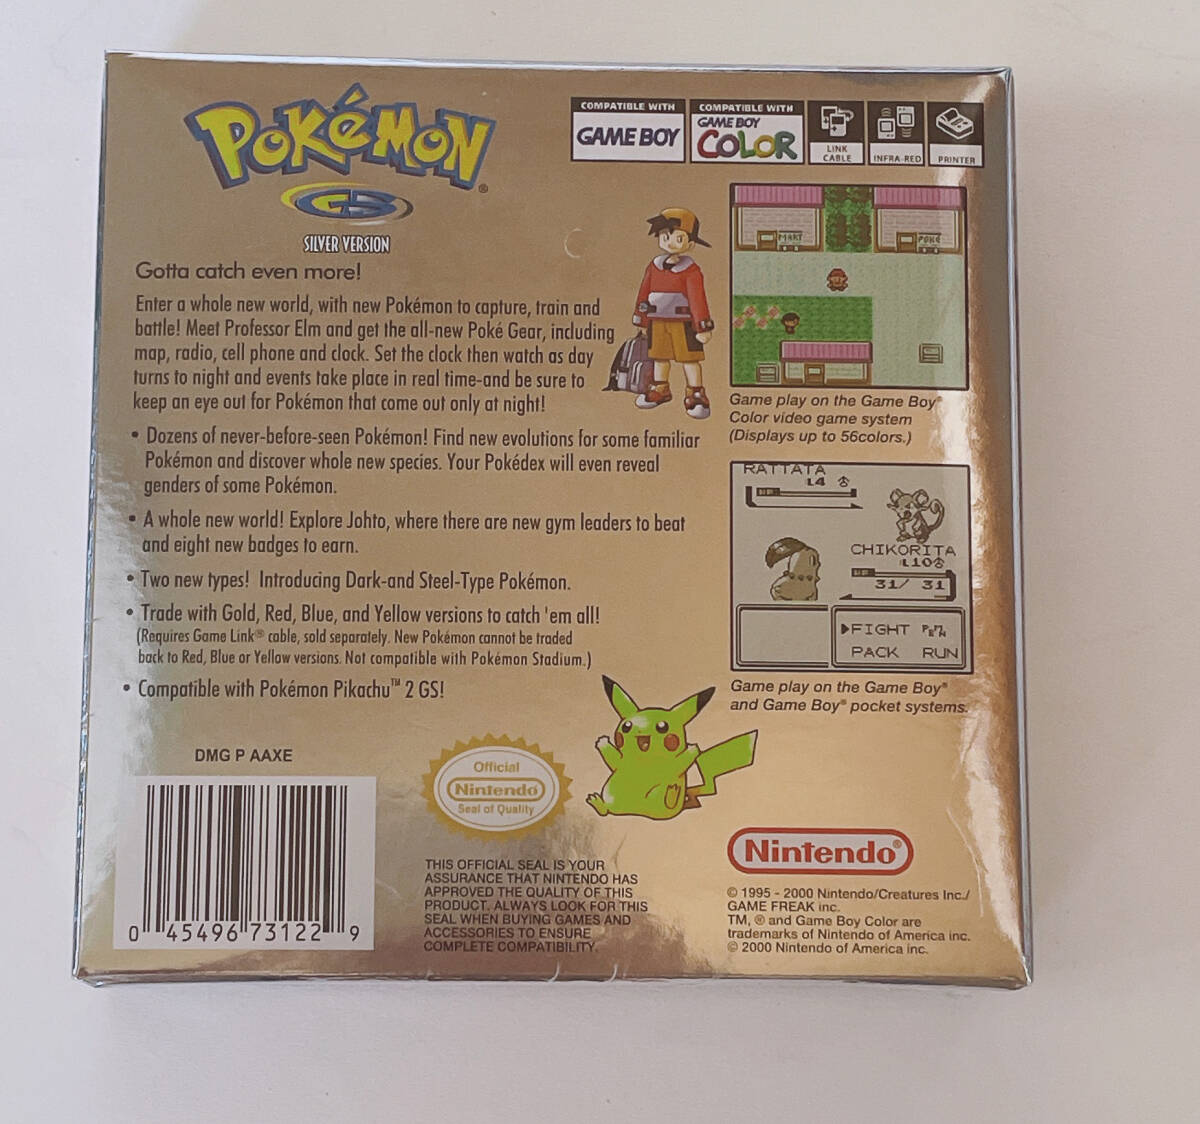 POKéMON®
GS
SILVER VERSION
COMPATIBLE WITH
GAME BOY
COMPATIBLE WITH
GAME BOY
COLOR
LINK
CABLE
INFRA-RED
PRINTER
Gotta catch even more!
Enter a whole new world, with new Pokémon to capture, train and
battle! Meet Professor Elm and get the all-new Poké Gear, including
map, radio, cell phone and clock. Set the clock then watch as day
turns to night and events take place in real time-and be sure to
keep an eye out for Pokémon that come out only at night!
• Dozens of never-before-seen Pokémon! Find new evolutions for some familiar
Pokémon and discover whole new species. Your Pokédex will even reveal
genders of some Pokémon.
• A whole new world! Explore Johto, where there are new gym leaders to beat
and eight new badges to earn.
• Two new types! Introducing Dark-and Steel-Type Pokémon.
• Trade with Gold, Red, Blue, and Yellow versions to catch 'em all!
(Requires Game Link® cable, sold separately. New Pokémon cannot be traded
back to Red, Blue or Yellow versions. Not compatible with Pokémon Stadium.)
• Compatible with Pokémon Pikachu™ 2 GS!
MART
POKé
Game play on the Game Boy®
Color video game system
(Displays up to 56colors.)
RATTATA
L4 ♂
CHIKORITA
L10♂
31/ 31
▶FIGHT PKMN
PACK RUN
Game play on the Game Boy®
and Game Boy® pocket systems.
DMG P AAXE
0 45496 73122 9
Official
Nintendo
Seal of Quality
THIS OFFICIAL SEAL IS YOUR
ASSURANCE THAT NINTENDO HAS
APPROVED THE QUALITY OF THIS
PRODUCT. ALWAYS LOOK FOR THIS
SEAL WHEN BUYING GAMES AND
ACCESSORIES TO ENSURE
COMPLETE COMPATIBILITY.
Nintendo®
© 1995 - 2000 Nintendo/Creatures Inc./
GAME FREAK inc.
TM, ® and Game Boy Color are
trademarks of Nintendo of America inc.
© 2000 Nintendo of America inc.